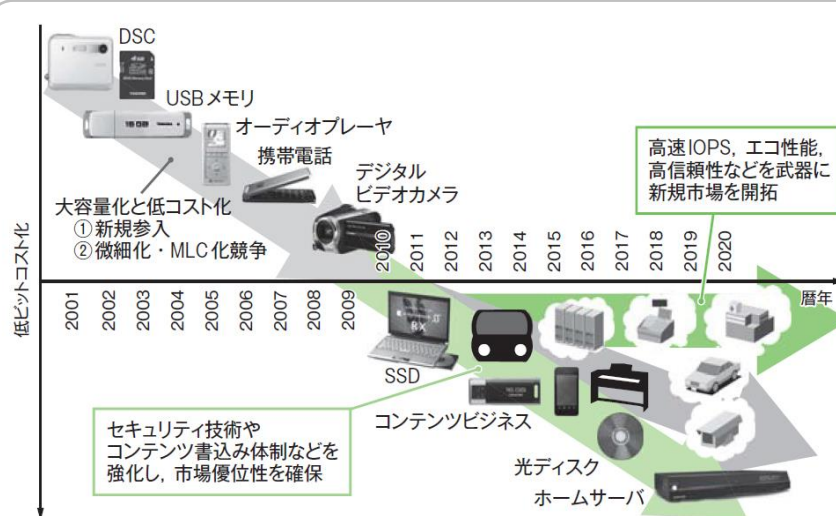 DSC
USBメモリ
オーディオプレーヤ
携帯電話
デジタル
ビデオカメラ
大容量化と低コスト化
①新規参入
②微細化・MLC化競争
高速IOPS，エコ性能，
高信頼性などを武器に
新規市場を開拓
低ビットコスト化
2010
2011
2012
2013
2014
2015
2016
2017
2018
2019
2020
暦年
2001
2002
2003
2004
2005
2006
2007
2008
2009
SSD
コンテンツビジネス
セキュリティ技術や
コンテンツ書込み体制などを
強化し，市場優位性を確保
光ディスク
ホームサーバ